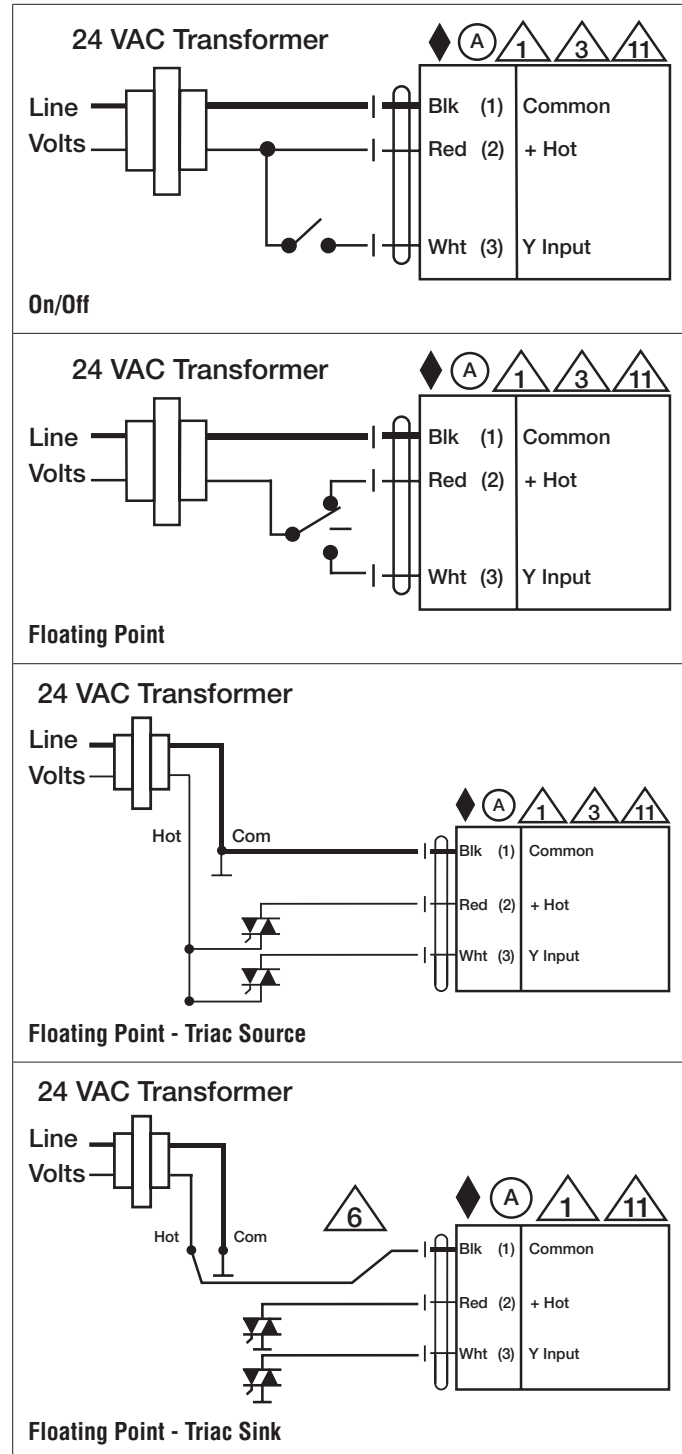 24 VAC Transformer
A 1 3 11
Line
Volts
Blk (1) Common
Red (2) + Hot
Wht (3) Y Input
On/Off
24 VAC Transformer
A 1 3 11
Line
Volts
Blk (1) Common
Red (2) + Hot
Wht (3) Y Input
Floating Point
24 VAC Transformer
Line
Volts
A 1 3 11
Hot Com
Blk (1) Common
Red (2) + Hot
Wht (3) Y Input
Floating Point - Triac Source
24 VAC Transformer
Line
Volts
6 A 1 11
Hot Com
Blk (1) Common
Red (2) + Hot
Wht (3) Y Input
Floating Point - Triac Sink